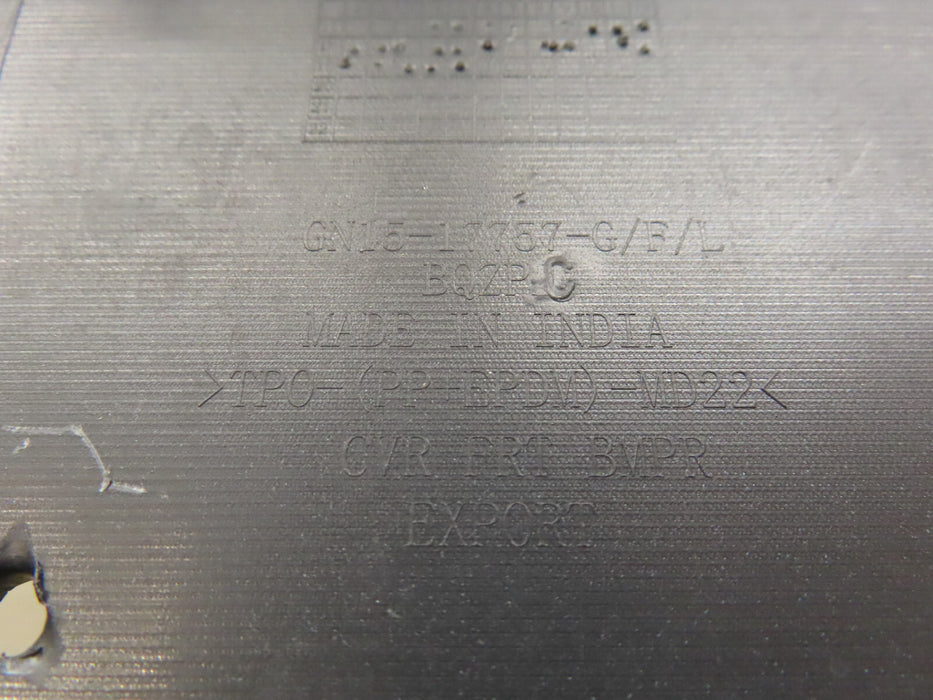 GN15-17757-G/F/L
BQZP C
MADE IN INDIA
>TPO-(PP+EPDM)-MD22<
CVR FRT BMPR
EXPORT